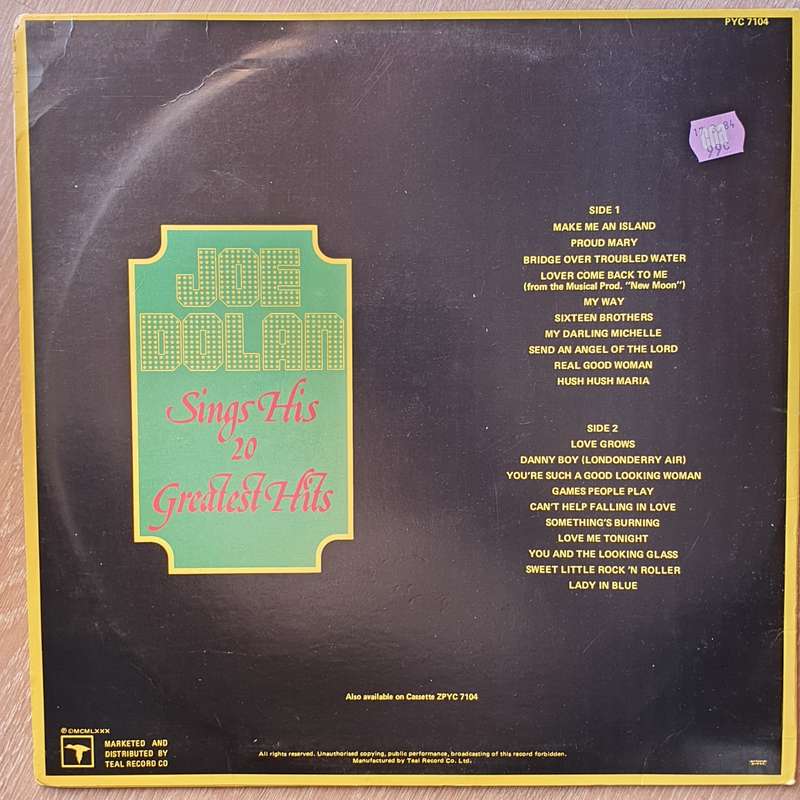 PYC 7104
17 2 84
99c
JOE
DOLAN
Sings His
20
Greatest Hits
SIDE 1
MAKE ME AN ISLAND
PROUD MARY
BRIDGE OVER TROUBLED WATER
LOVER COME BACK TO ME
(from the Musical Prod. "New Moon")
MY WAY
SIXTEEN BROTHERS
MY DARLING MICHELLE
SEND AN ANGEL OF THE LORD
REAL GOOD WOMAN
HUSH HUSH MARIA
SIDE 2
LOVE GROWS
DANNY BOY (LONDONDERRY AIR)
YOU'RE SUCH A GOOD LOOKING WOMAN
GAMES PEOPLE PLAY
CAN'T HELP FALLING IN LOVE
SOMETHING'S BURNING
LOVE ME TONIGHT
YOU AND THE LOOKING GLASS
SWEET LITTLE ROCK 'N ROLLER
LADY IN BLUE
Also available on Cassette ZPYC 7104
℗ ©MCMLXXX
MARKETED AND
DISTRIBUTED BY
TEAL RECORD CO
All rights reserved. Unauthorised copying, public performance, broadcasting of this record forbidden.
Manufactured by Teal Record Co. Ltd.